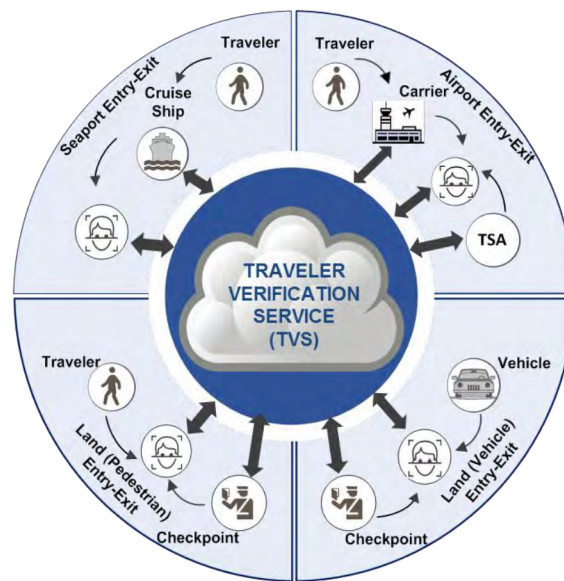 Traveler
Cruise
Ship
Seaport Entry-Exit
Traveler
Carrier
Airport Entry-Exit
TSA
TRAVELER
VERIFICATION
SERVICE
(TVS)
Traveler
Land (Pedestrian)
Entry-Exit
Checkpoint
Vehicle
Land (Vehicle)
Entry-Exit
Checkpoint